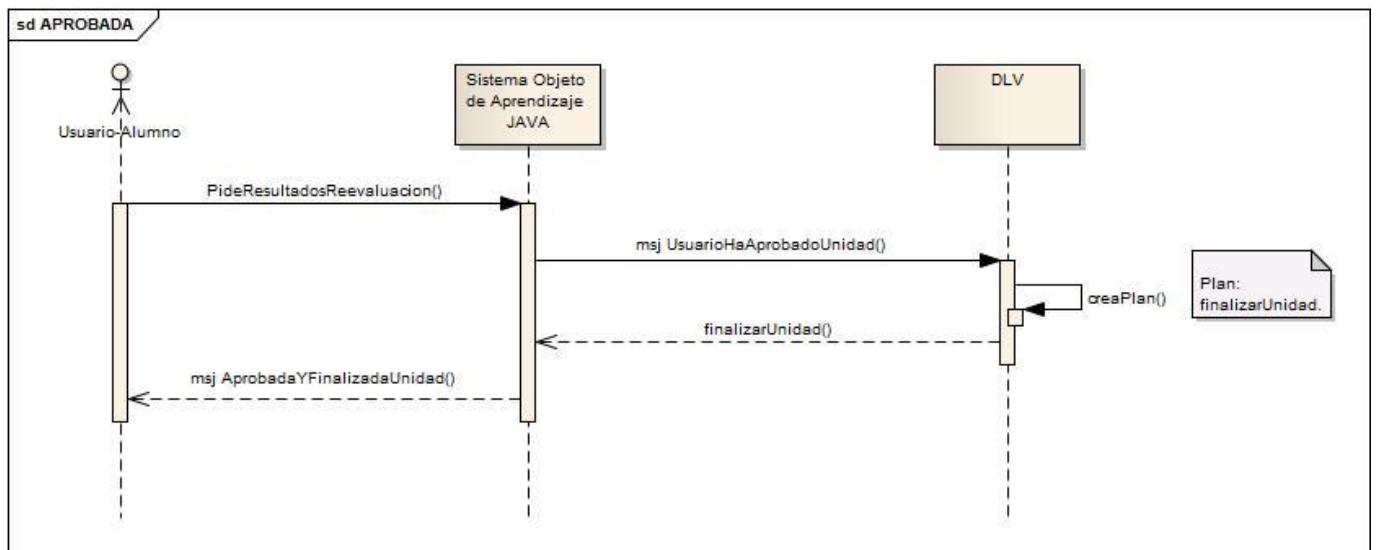 sd APROBADA
Usuario-Alumno
Sistema Objeto
de Aprendizaje
JAVA
DLV
PideResultadosReevaluacion()
msj UsuarioHaAprobadoUnidad()
creaPlan()
Plan:
finalizarUnidad.
finalizarUnidad()
msj AprobadaYFinalizadaUnidad()